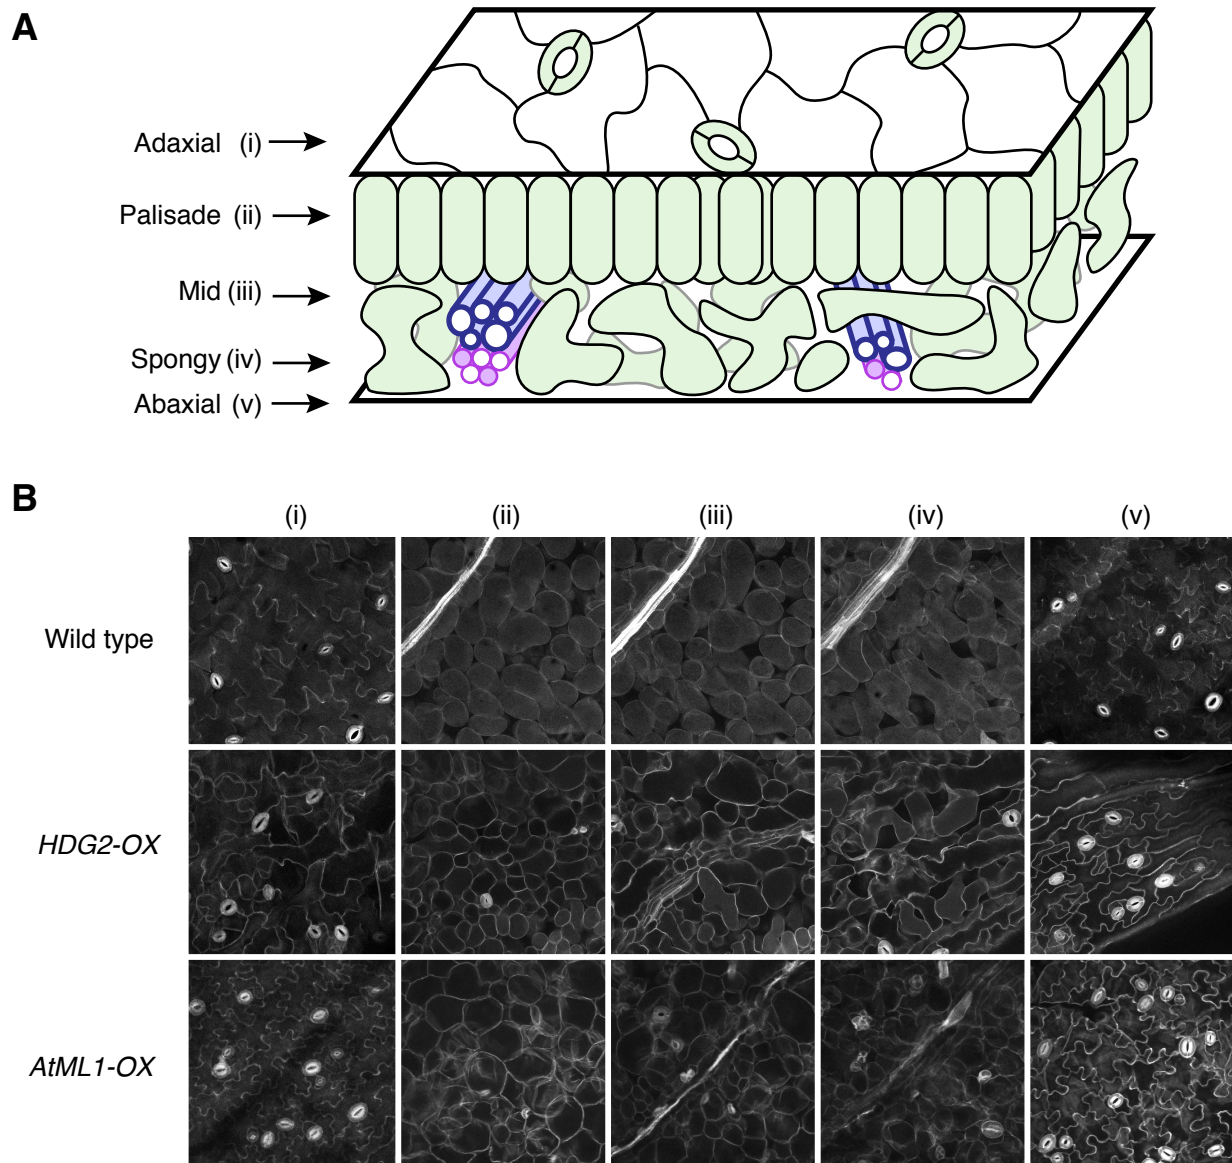 A
Adaxial (i)
Palisade (ii)
Mid (iii)
Spongy (iv)
Abaxial (v)
B
(i) (ii) (iii) (iv) (v)
Wild type
HDG2-OX
AtML1-OX